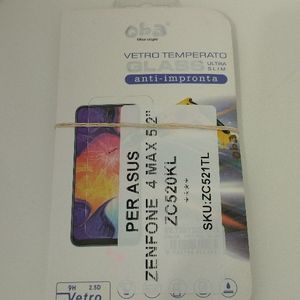 oba
VETRO TEMPERATO
GLASS ULTRA SLIM
anti-impronta
PER ASUS
ZENFONE 4 MAX 5.2"
ZC520KL
****
SKU:ZC521TL
9H 2.5D
Vetro